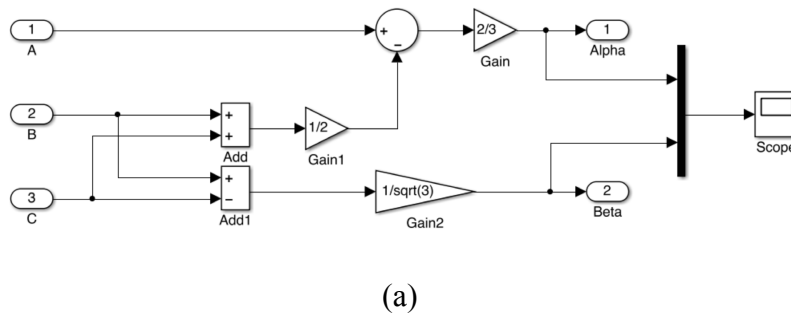 1
A
+
−
2/3
Gain
1
Alpha
2
B
+
+
Add
1/2
Gain1
Scope
3
C
+
−
Add1
1/sqrt(3)
Gain2
2
Beta
(a)